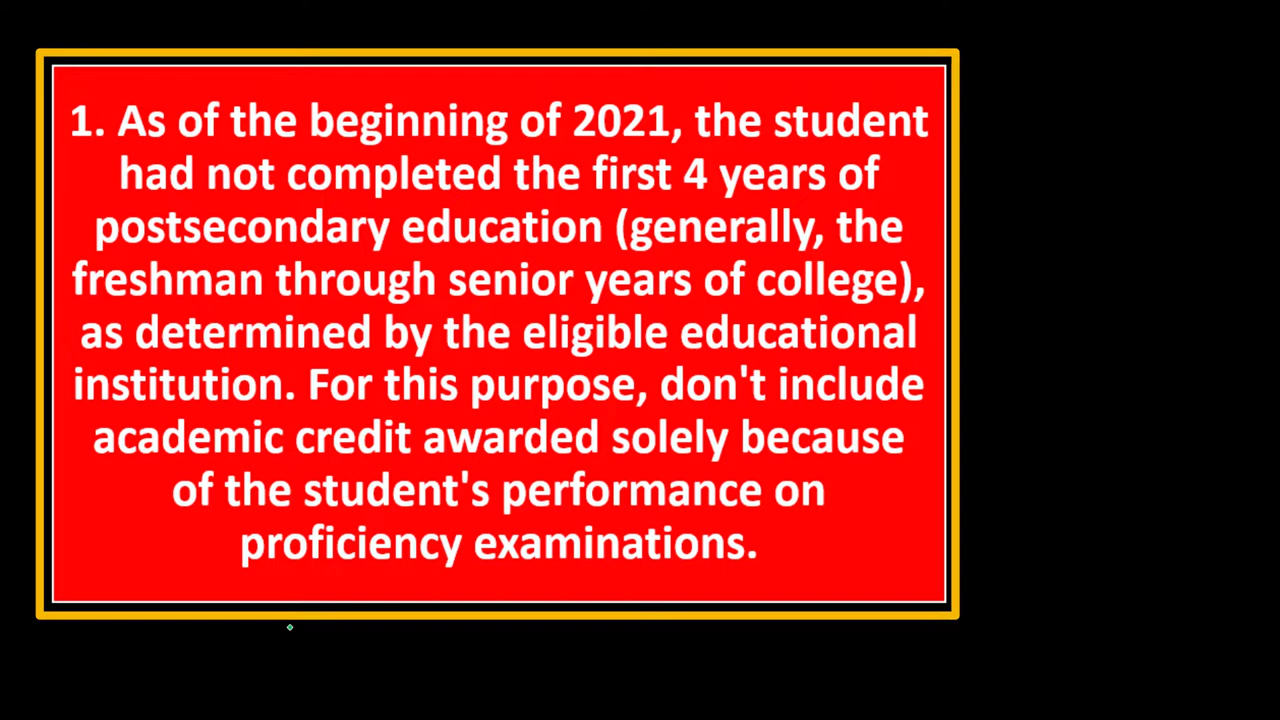 1. As of the beginning of 2021, the student
had not completed the first 4 years of
postsecondary education (generally, the
freshman through senior years of college),
as determined by the eligible educational
institution. For this purpose, don't include
academic credit awarded solely because
of the student's performance on
proficiency examinations.